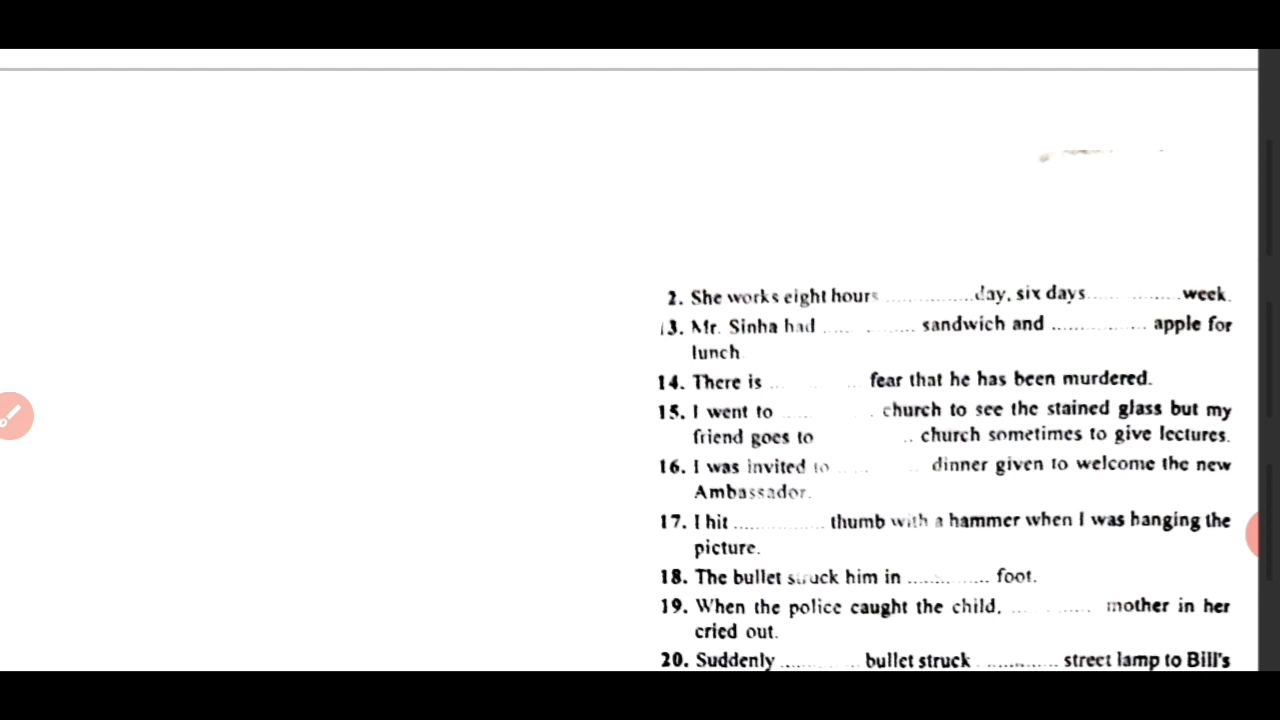 2. She works eight hours ................day, six days.................week.
13. Mr. Sinha had ................ sandwich and ................ apple for
lunch.
14. There is ................ fear that he has been murdered.
15. I went to ................ church to see the stained glass but my
friend goes to ................ church sometimes to give lectures.
16. I was invited to ................ dinner given to welcome the new
Ambassador.
17. I hit ................ thumb with a hammer when I was hanging the
picture.
18. The bullet struck him in ............... foot.
19. When the police caught the child, ............... mother in her
cried out.
20. Suddenly ............... bullet struck ............... street lamp to Bill's